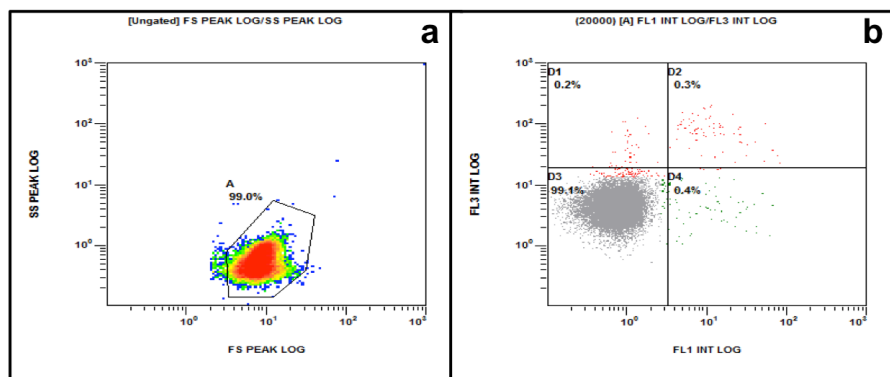 [Ungated] FS PEAK LOG/SS PEAK LOG
a
SS PEAK LOG
10³
10²
10¹
10⁰
A
99.0%
10⁰ 10¹ 10² 10³
FS PEAK LOG
(20000) [A] FL1 INT LOG/FL3 INT LOG
b
FL3 INT LOG
10³
10²
10¹
10⁰
D1
0.2%
D2
0.3%
D3
99.1%
D4
0.4%
10⁰ 10¹ 10² 10³
FL1 INT LOG